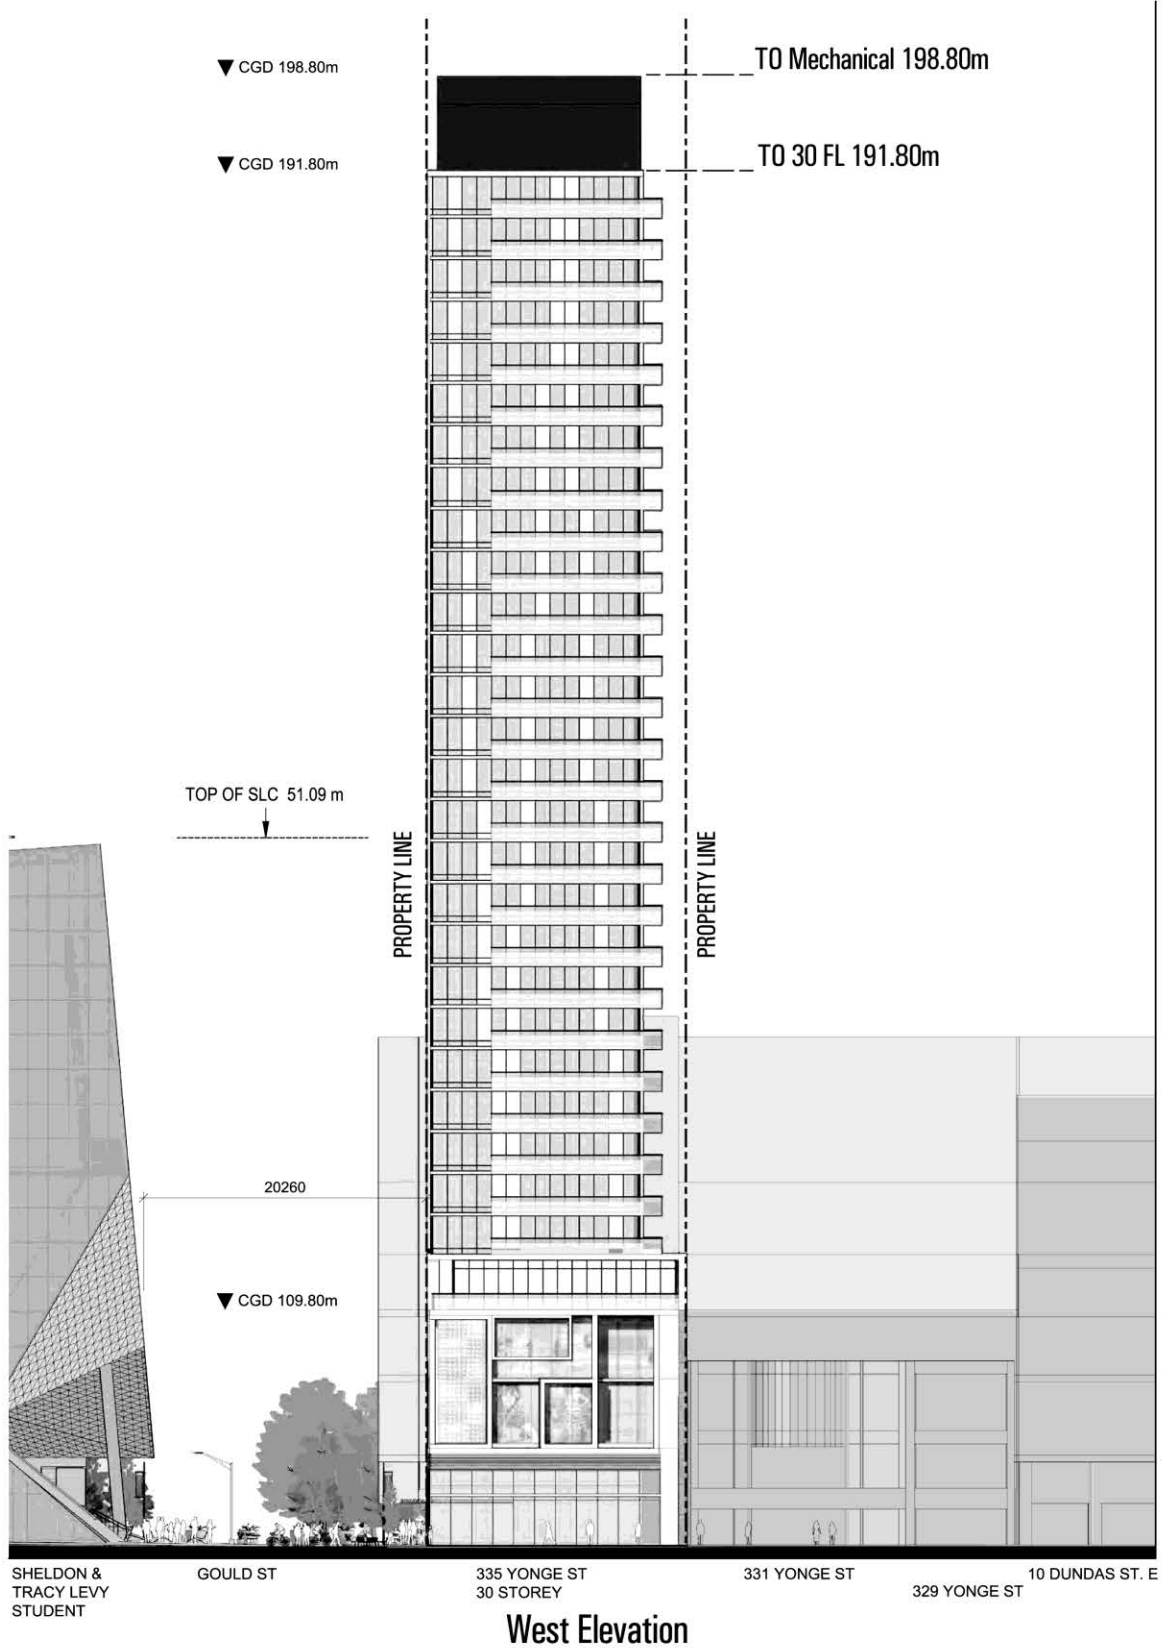 CGD 198.80m
TO Mechanical 198.80m
CGD 191.80m
TO 30 FL 191.80m
TOP OF SLC 51.09 m
PROPERTY LINE
PROPERTY LINE
20260
CGD 109.80m
SHELDON &
TRACY LEVY
STUDENT
GOULD ST
335 YONGE ST
30 STOREY
331 YONGE ST
329 YONGE ST
10 DUNDAS ST. E
West Elevation